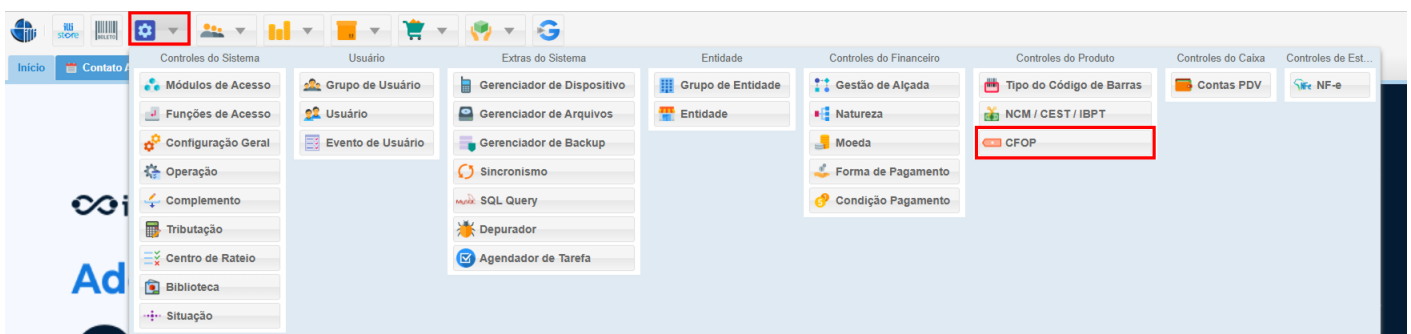 illi
illi store
BOLETO
Início
Contato A
Controles do Sistema
Módulos de Acesso
Funções de Acesso
Configuração Geral
Operação
Complemento
Tributação
Centro de Rateio
Biblioteca
Situação
Usuário
Grupo de Usuário
Usuário
Evento de Usuário
Extras do Sistema
Gerenciador de Dispositivo
Gerenciador de Arquivos
Gerenciador de Backup
Sincronismo
MySQL SQL Query
Depurador
Agendador de Tarefa
Entidade
Grupo de Entidade
Entidade
Controles do Financeiro
Gestão de Alçada
Natureza
Moeda
Forma de Pagamento
Condição Pagamento
Controles do Produto
Tipo do Código de Barras
NCM / CEST / IBPT
CFOP
Controles do Caixa
Contas PDV
Controles de Est...
NFe NF-e
i
Ad